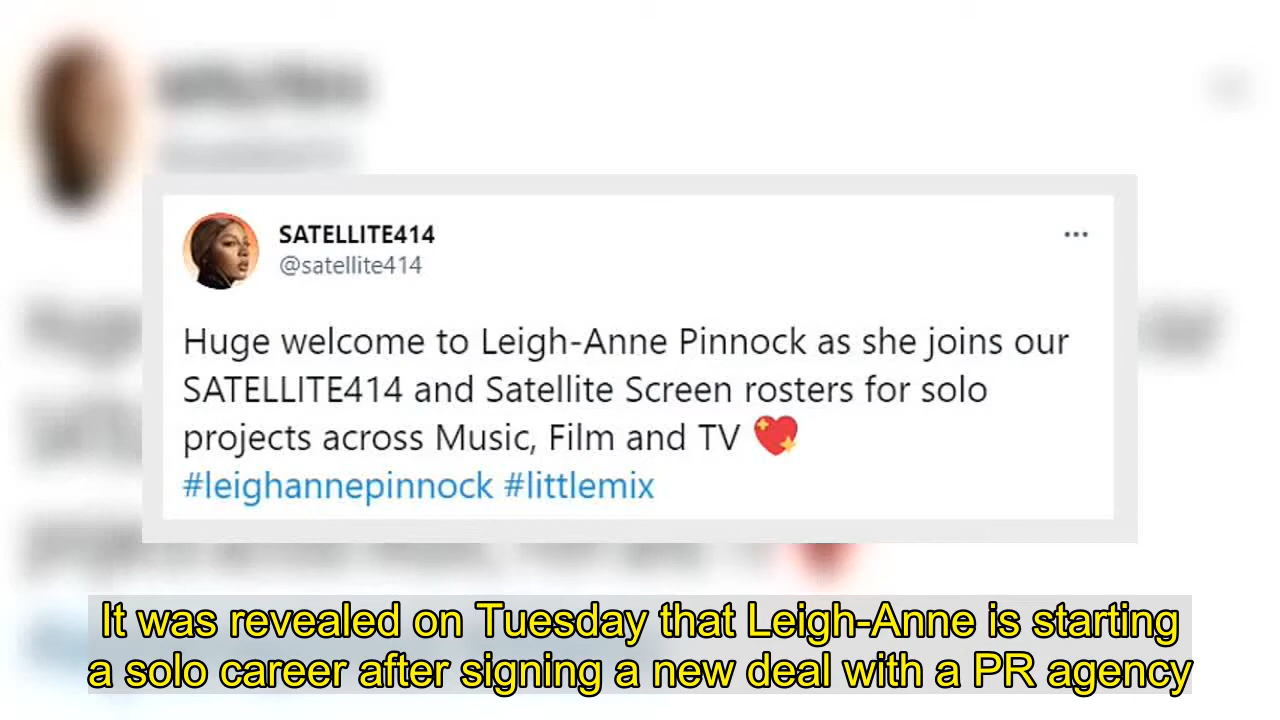 SATELLITE414
@satellite414
Huge welcome to Leigh-Anne Pinnock as she joins our
SATELLITE414 and Satellite Screen rosters for solo
projects across Music, Film and TV 💖
#leighannepinnock #littlemix
It was revealed on Tuesday that Leigh-Anne is starting
a solo career after signing a new deal with a PR agency